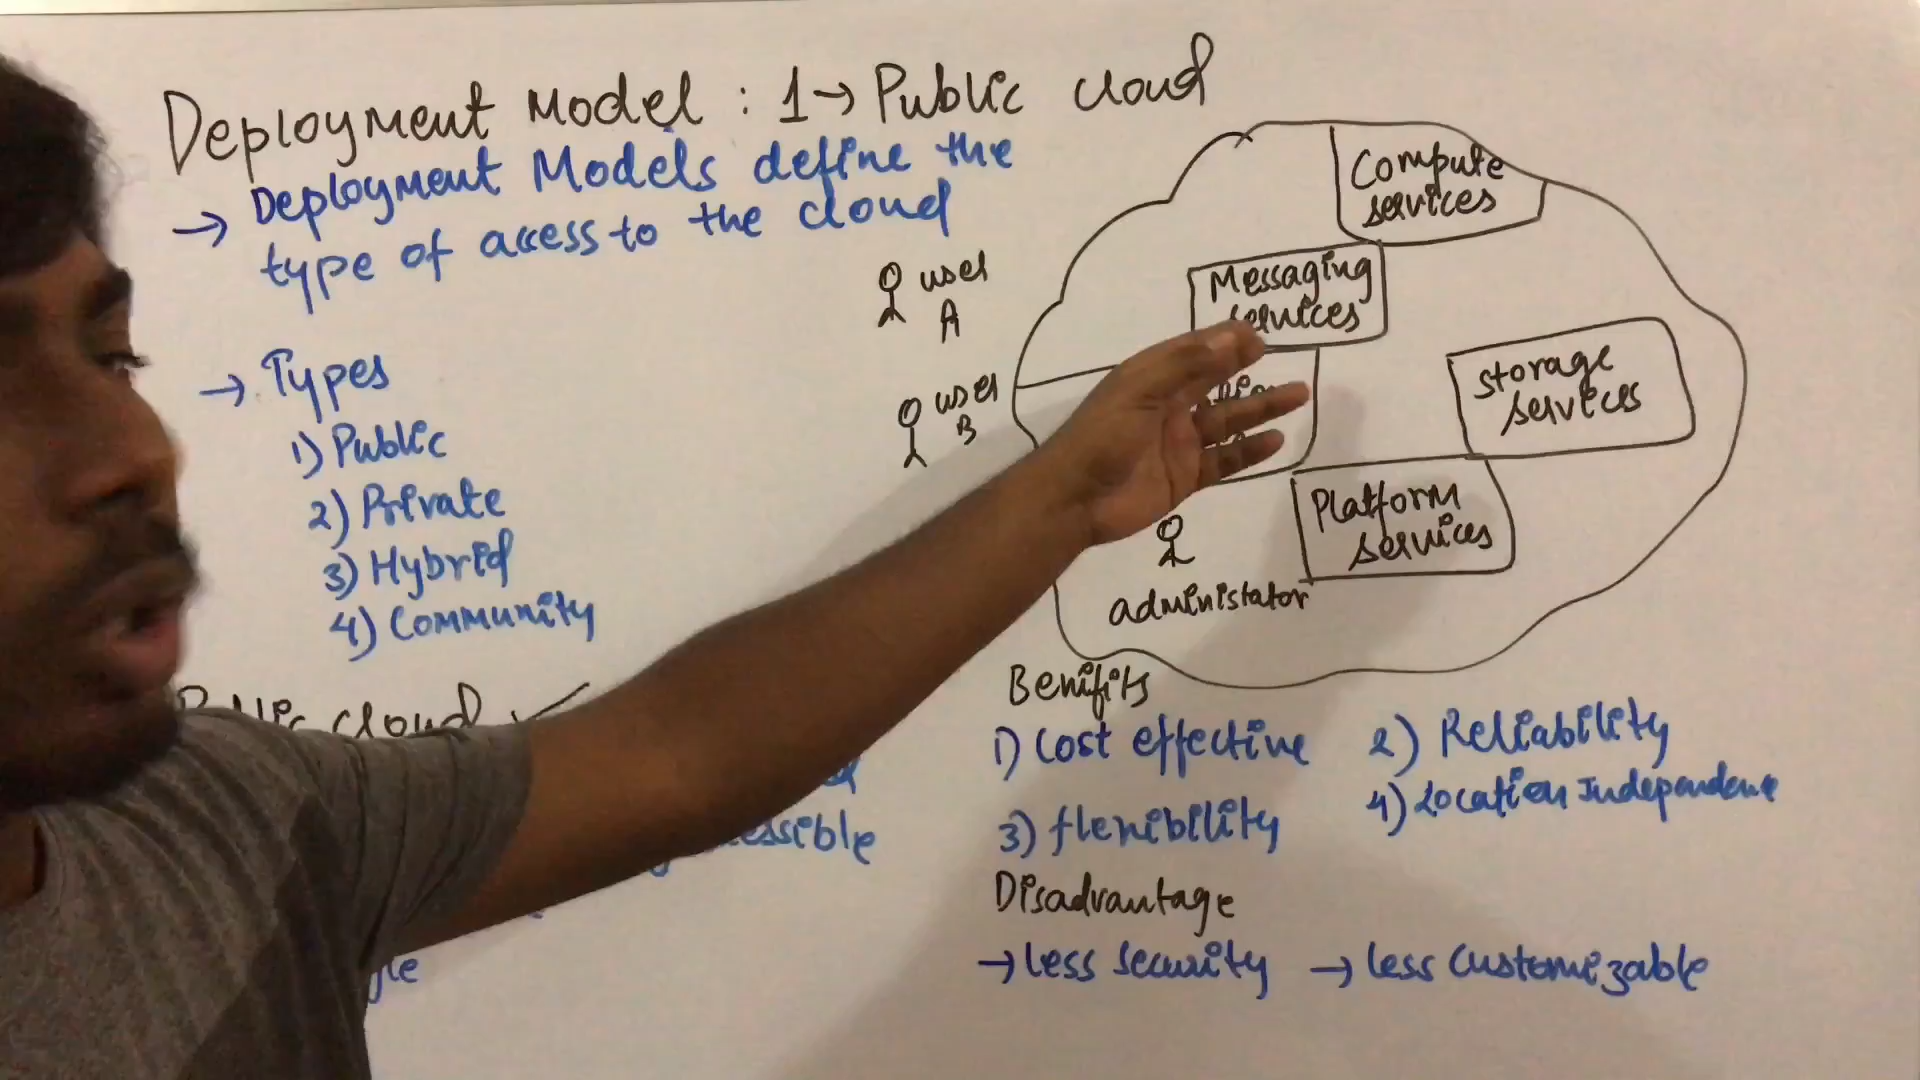 Deployment Model : 1 → Public cloud
→ Deployment Models define the
type of access to the cloud
→ Types
1) Public
2) Private
3) Hybrid
4) Community
cloud ✓
user
A
user
B
Compute
services
Messaging
services
Storage
services
Platform
services
administator
Benifits
1) Cost effective 2) Reliability
3) flexibility 4) Location Independence
Disadvantage
→ less security → less customizable